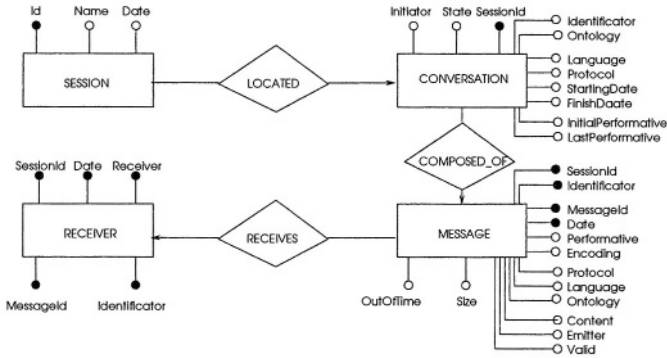 Id
Name
Date
SESSION
LOCATED
Initiator
State
SessionId
CONVERSATION
Identificator
Ontology
Language
Protocol
StartingDate
FinishDaate
InitialPerformative
LastPerformative
COMPOSED_OF
SessionId
Date
Receiver
RECEIVER
MessageId
Identificator
RECEIVES
MESSAGE
OutOfTime
Size
SessionId
Identificator
MessageId
Date
Performative
Encoding
Protocol
Language
Ontology
Content
Emitter
Valid